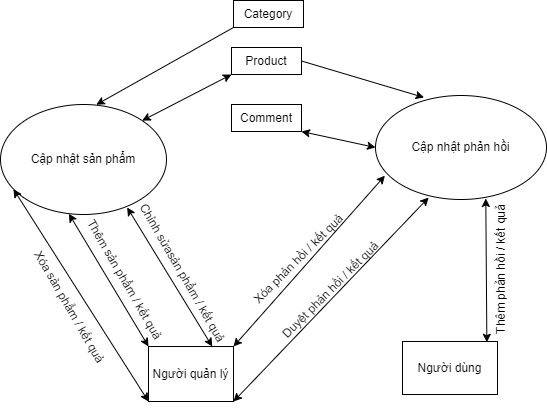 Category
Product
Comment
Cập nhật sản phẩm
Cập nhật phản hồi
Xóa sản phẩm / kết quả
Thêm sản phẩm / kết quả
Chỉnh sửasản phẩm / kết quả
Xóa phản hồi / kết quả
Duyệt phản hồi / kết quả
Thêm phản hồi / kết quả
Người quản lý
Người dùng